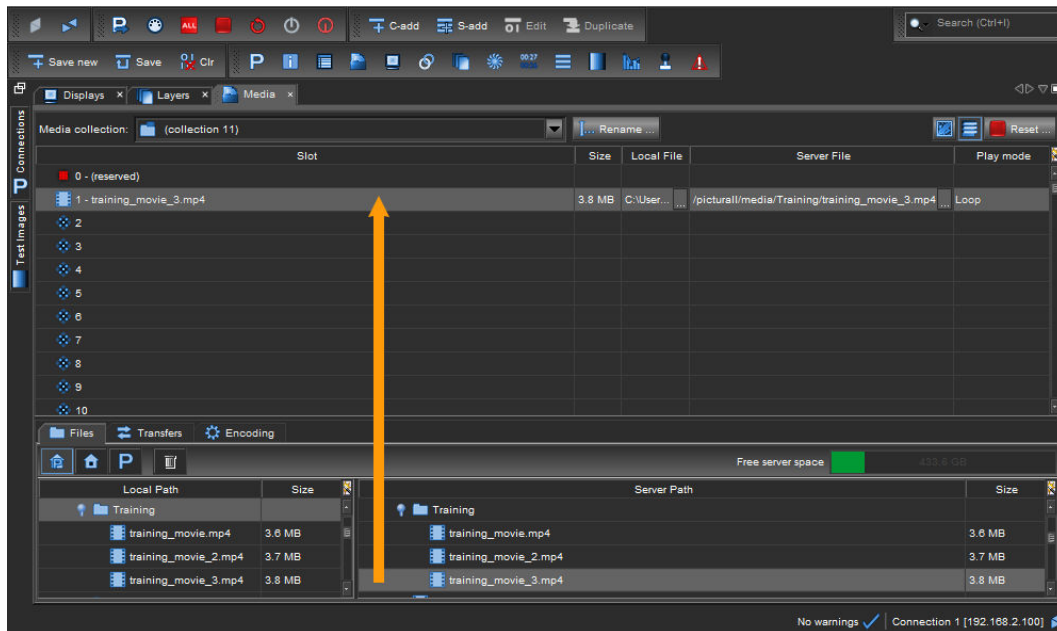 ALL C-add S-add Edit Duplicate Search (Ctrl+I)
Save new Save Clr P 00:27
Displays × Layers × Media ×
Media collection: (collection 11) Rename ... Reset ...
Slot Size Local File Server File Play mode
0 - (reserved)
1 - training_movie_3.mp4 3.8 MB C:\User... ... /picturall/media/Training/training_movie_3.mp4 ... Loop
2
3
4
5
6
7
8
9
10
Connections
P
Test Images
Files Transfers Encoding
P Free server space 433.6 GB
Local Path Size Server Path Size
Training Training
training_movie.mp4 3.6 MB training_movie.mp4 3.6 MB
training_movie_2.mp4 3.7 MB training_movie_2.mp4 3.7 MB
training_movie_3.mp4 3.8 MB training_movie_3.mp4 3.8 MB
No warnings Connection 1 [192.168.2.100]